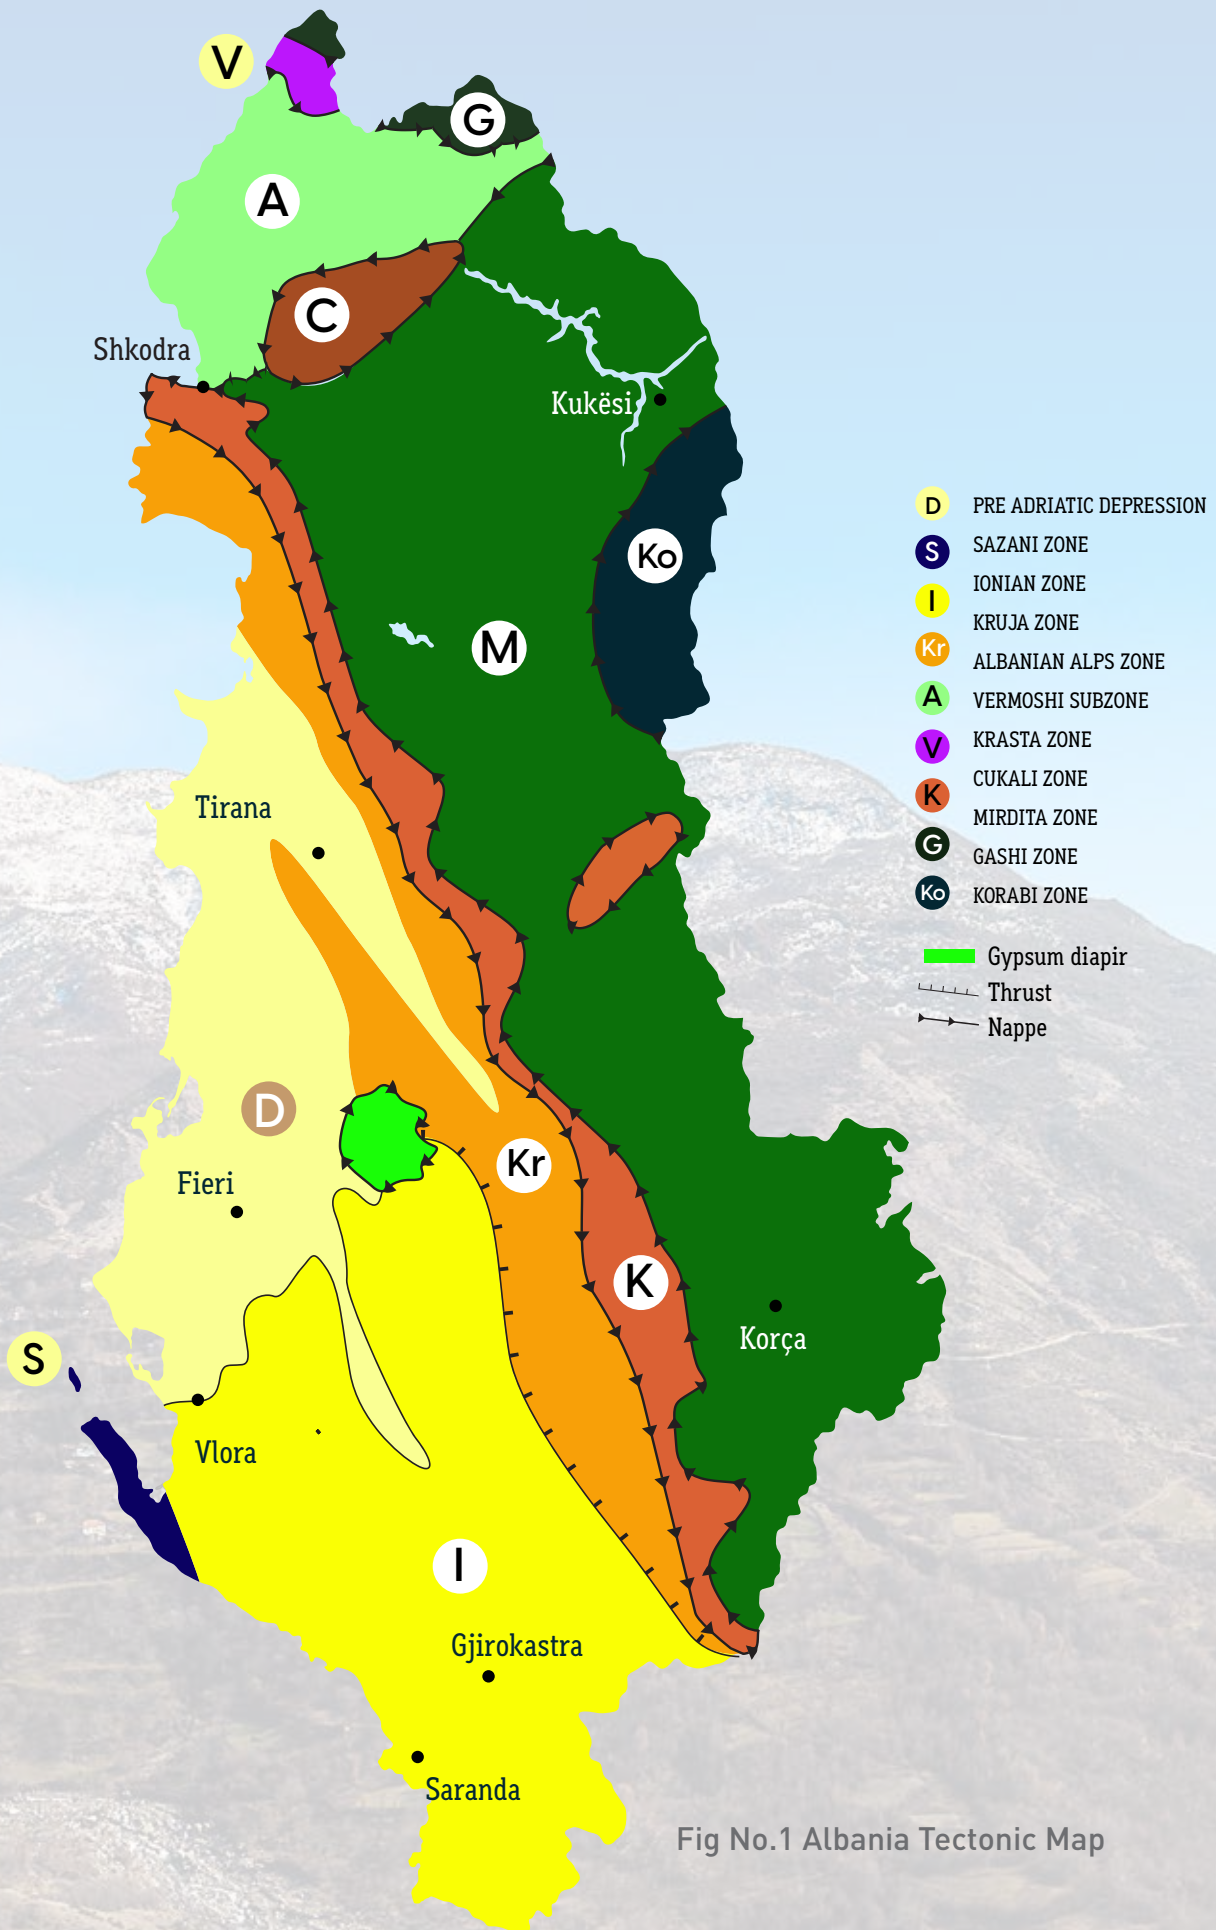 V
G
A
C
Shkodra
Kukësi
Ko
M
Tirana
D
Fieri
Kr
K
Korça
S
Vlora
I
Gjirokastra
Saranda
D PRE ADRIATIC DEPRESSION
S SAZANI ZONE
I IONIAN ZONE
KRUJA ZONE
Kr ALBANIAN ALPS ZONE
A VERMOSHI SUBZONE
V KRASTA ZONE
K CUKALI ZONE
MIRDITA ZONE
G GASHI ZONE
Ko KORABI ZONE
Gypsum diapir
Thrust
Nappe
Fig No.1 Albania Tectonic Map